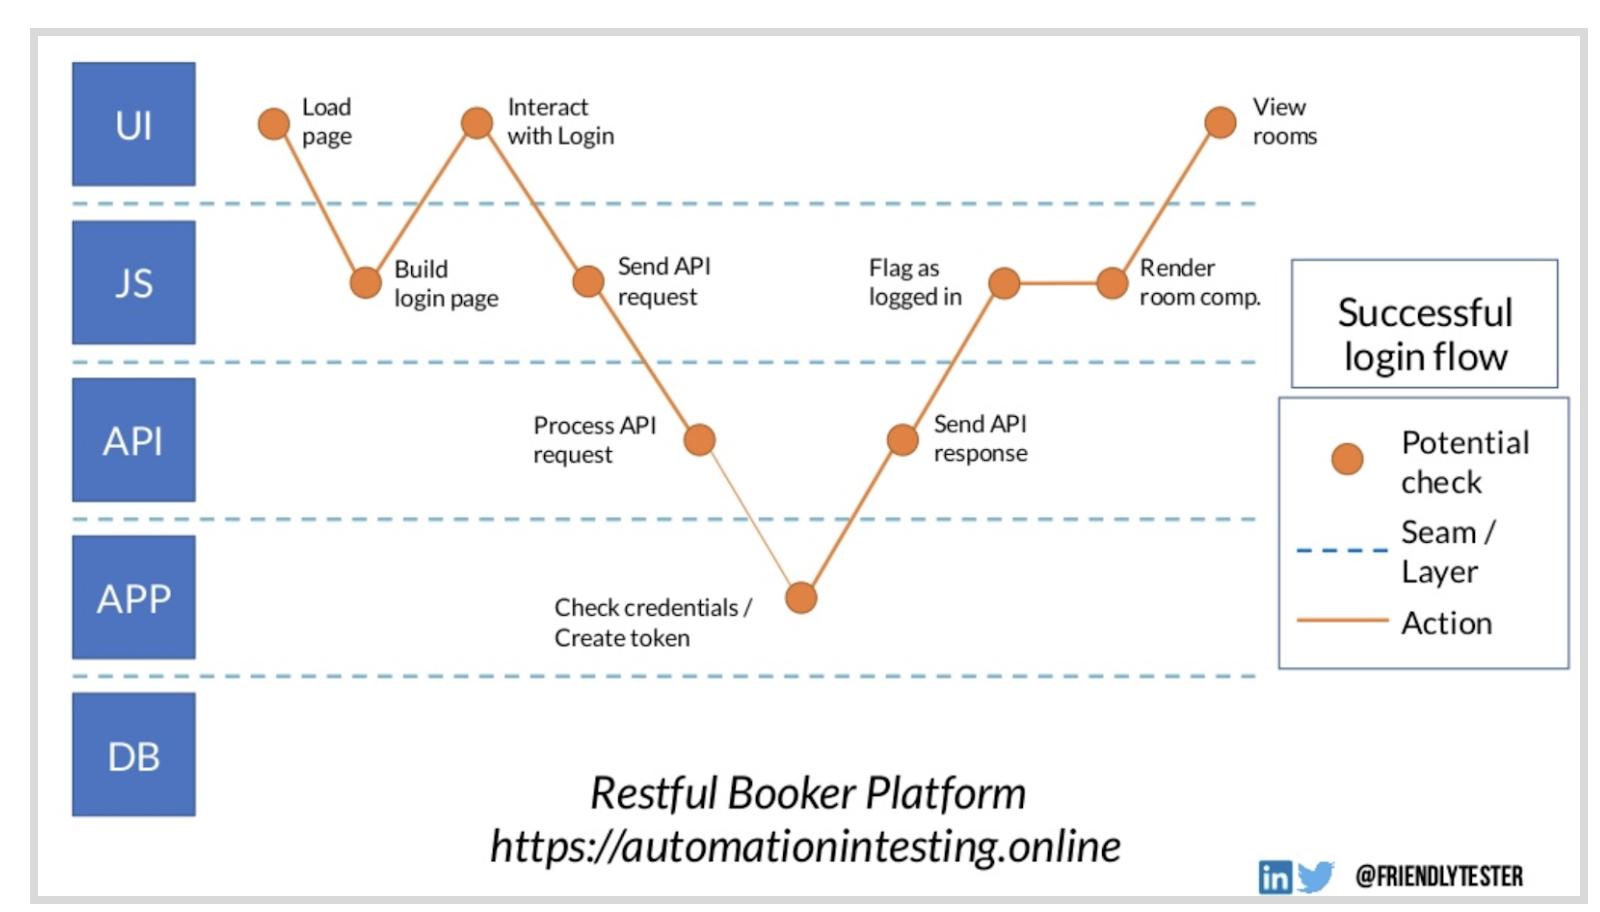 UI
Load
page
Interact
with Login
View
rooms
JS
Build
login page
Send API
request
Flag as
logged in
Render
room comp.
Successful
login flow
API
Process API
request
Send API
response
Potential
check
Seam /
Layer
Action
APP
Check credentials /
Create token
DB
Restful Booker Platform
https://automationintesting.online
in
@FRIENDLYTESTER